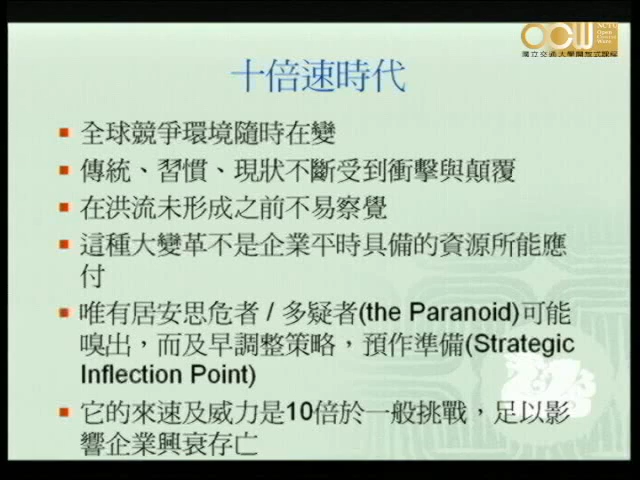 OCW
NCTU
Open
Course
Ware
國立交通大學開放式課程
十倍速時代
全球競爭環境隨時在變
傳統、習慣、現狀不斷受到衝擊與顛覆
在洪流未形成之前不易察覺
這種大變革不是企業平時具備的資源所能應
付
唯有居安思危者 / 多疑者(the Paranoid)可能
嗅出，而及早調整策略，預作準備(Strategic
Inflection Point)
它的來速及威力是10倍於一般挑戰，足以影
響企業興衰存亡